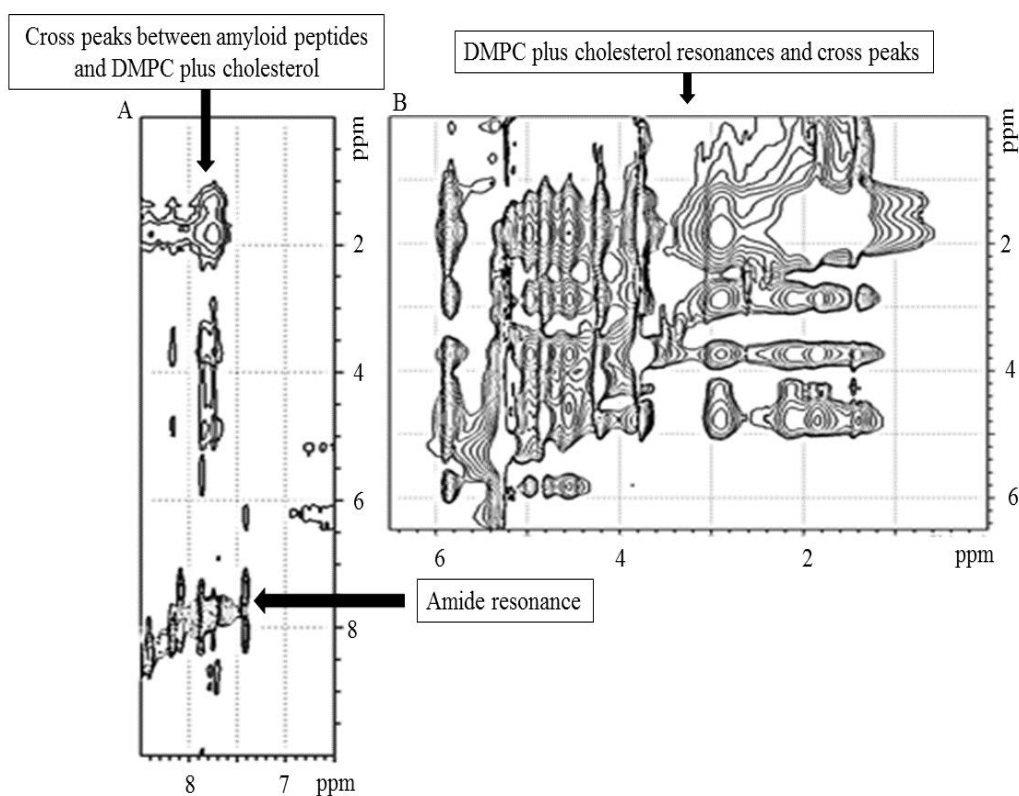 Cross peaks between amyloid peptides
and DMPC plus cholesterol
DMPC plus cholesterol resonances and cross peaks
A
ppm
2
4
6
8
8 7 ppm
B
ppm
2
4
6
6 4 2 ppm
Amide resonance